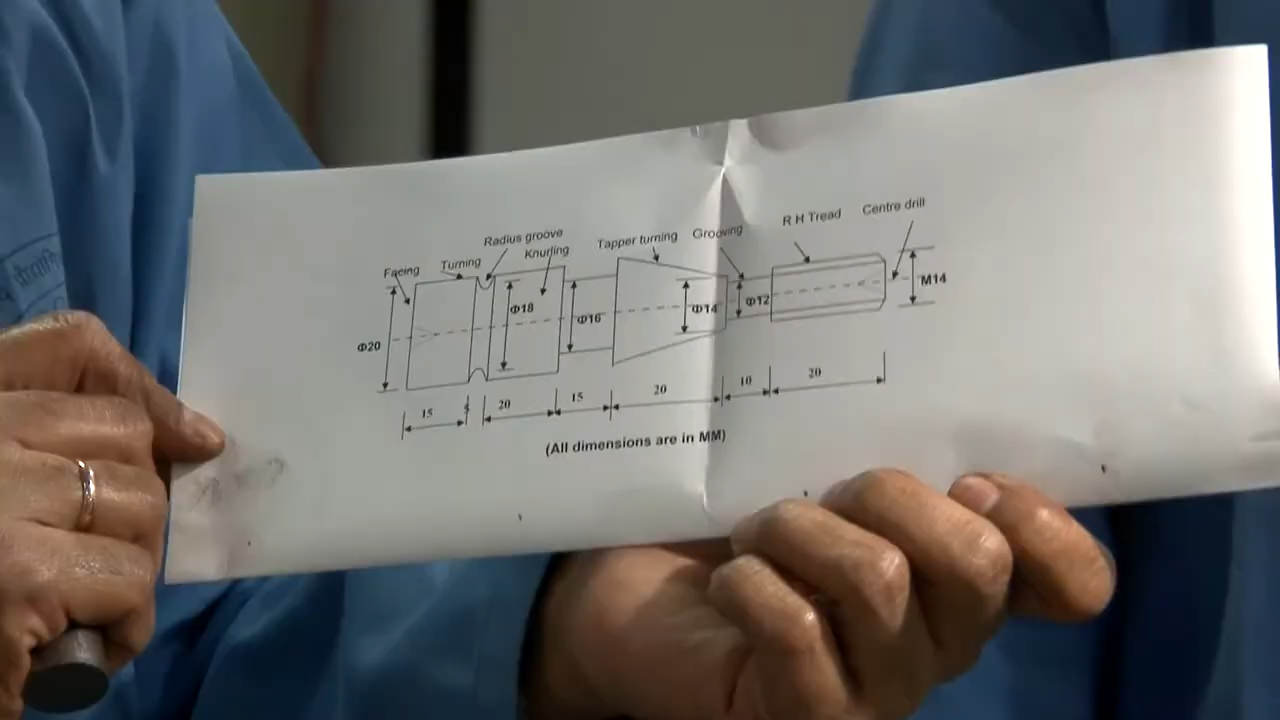 Facing
Turning
Radius groove
Knurling
Tapper turning
Grooving
R H Tread
Centre drill
Φ20
Φ18
Φ16
Φ14
Φ12
M14
15
20
15
20
10
20
(All dimensions are in MM)